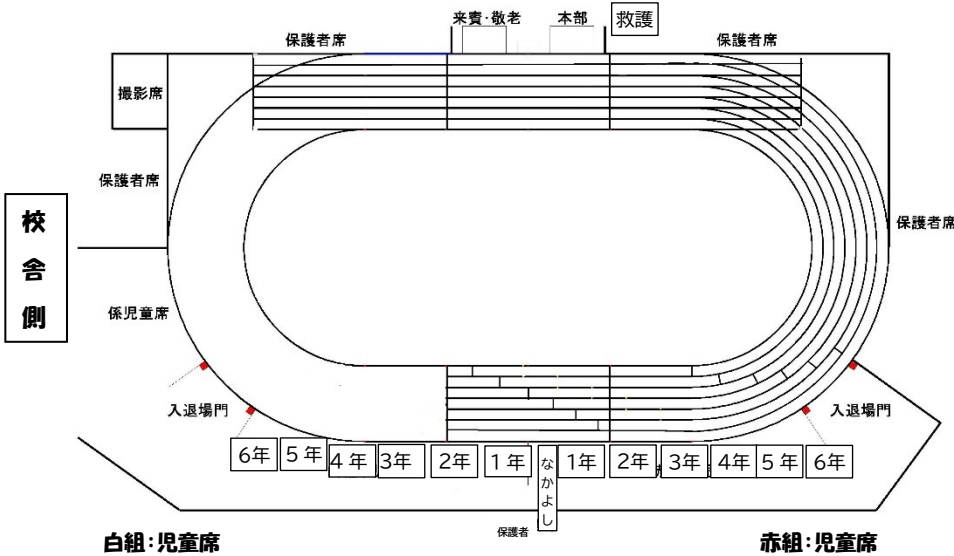 来賓・敬老
本部
救護
保護者席
保護者席
撮影席
保護者席
校舎側
保護者席
係児童席
入退場門
入退場門
6年
5年
4年
3年
2年
1年
なかよし
1年
2年
3年
4年
5年
6年
保護者
白組:児童席
赤組:児童席